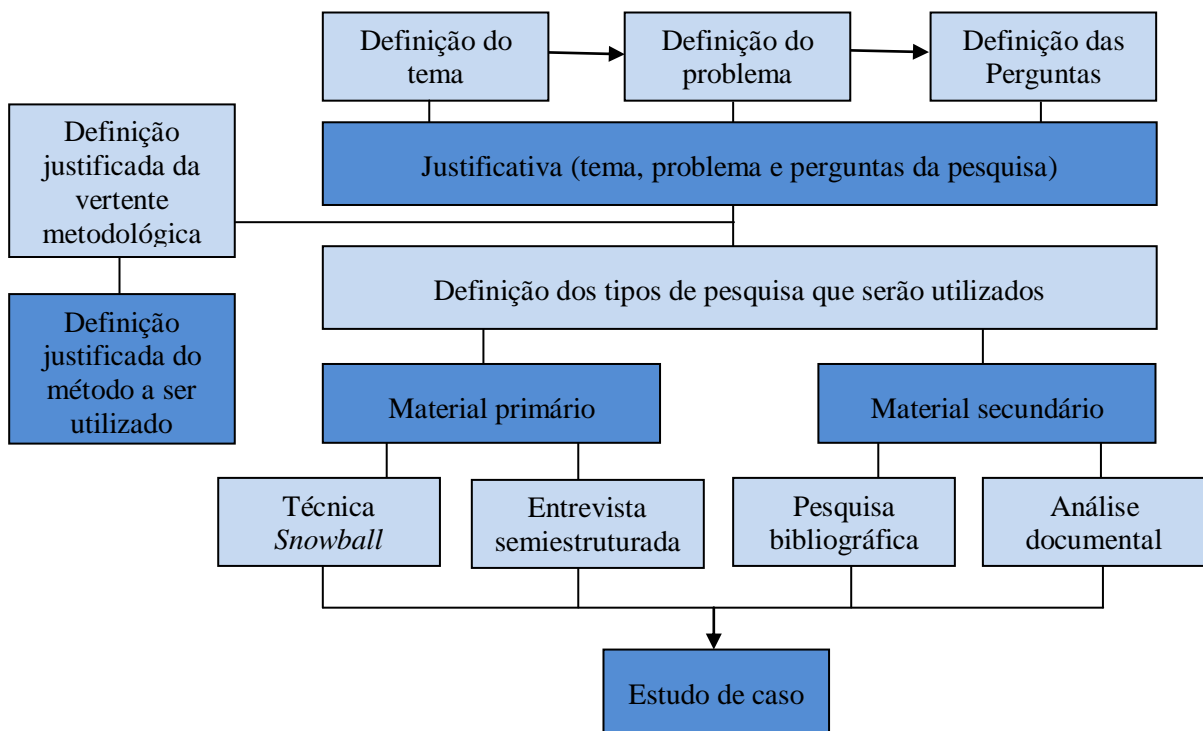 Definição do
tema
Definição do
problema
Definição das
Perguntas
Definição
justificada da
vertente
metodológica
Justificativa (tema, problema e perguntas da pesquisa)
Definição dos tipos de pesquisa que serão utilizados
Definição
justificada do
método a ser
utilizado
Material primário
Material secundário
Técnica
Snowball
Entrevista
semiestruturada
Pesquisa
bibliográfica
Análise
documental
Estudo de caso